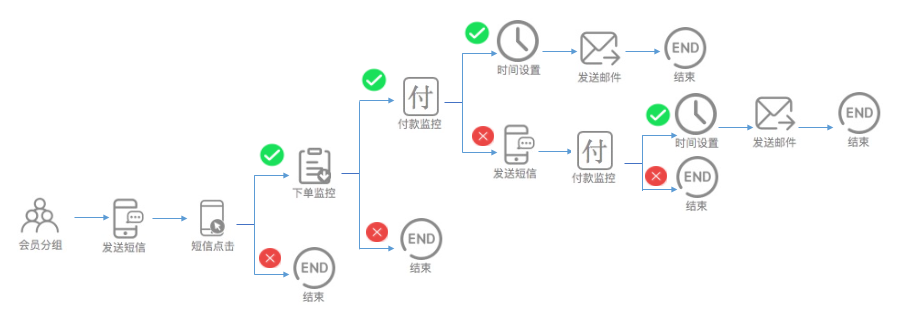 会员分组
发送短信
短信点击
END
结束
下单监控
END
结束
付
付款监控
时间设置
发送邮件
END
结束
发送短信
付
付款监控
时间设置
发送邮件
END
结束
END
结束